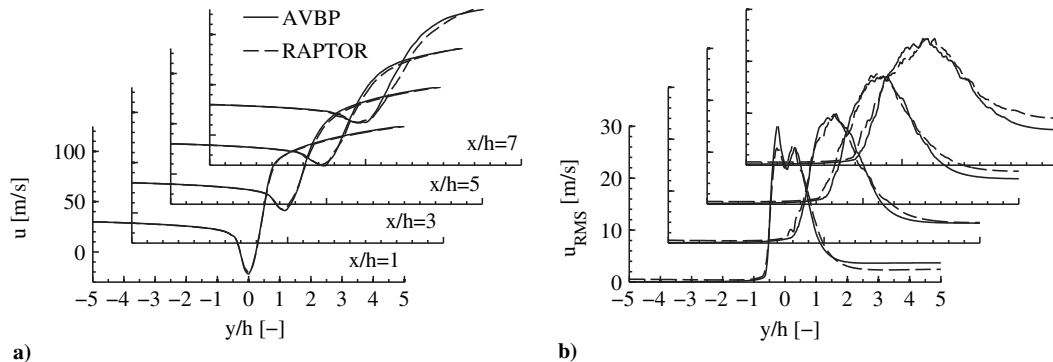 AVBP
RAPTOR
x/h=7
x/h=5
x/h=3
x/h=1
100
50
0
u [m/s]
−5 −4 −3 −2 −1 0 1 2 3 4 5
y/h [−]
a)
30
20
10
0
u_RMS [m/s]
−5 −4 −3 −2 −1 0 1 2 3 4 5
y/h [−]
b)